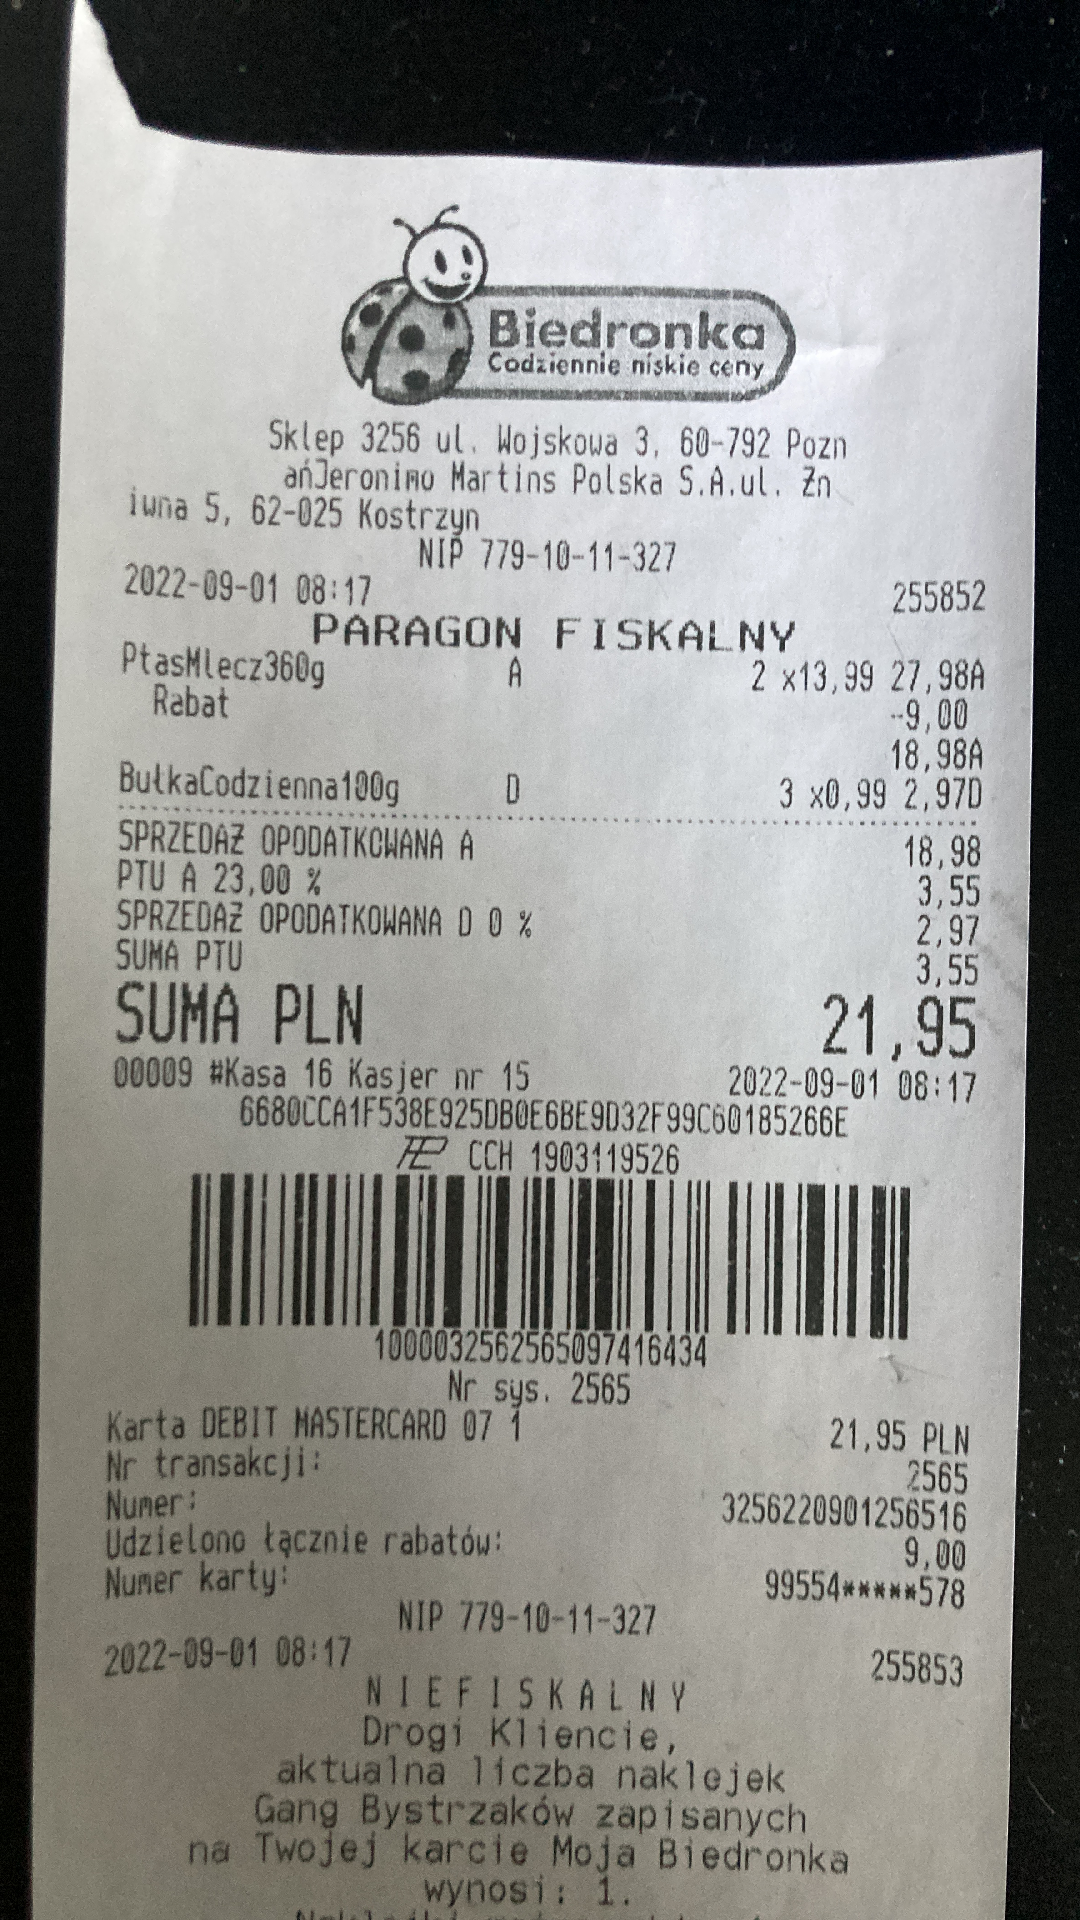 Biedronka
Codziennie niskie ceny
Sklep 3256 ul. Wojskowa 3, 60-792 Pozn
ańJeronimo Martins Polska S.A.ul. Żn
iwna 5, 62-025 Kostrzyn
NIP 779-10-11-327
2022-09-01 08:17 255852
PARAGON FISKALNY
PtasMlecz360g A 2 x13,99 27,98A
Rabat -9,00
18,98A
BułkaCodzienna100g D 3 x0,99 2,97D
SPRZEDAŻ OPODATKOWANA A 18,98
PTU A 23,00 % 3,55
SPRZEDAŻ OPODATKOWANA D 0 % 2,97
SUMA PTU 3,55
SUMA PLN 21,95
00009 #Kasa 16 Kasjer nr 15 2022-09-01 08:17
6680CCA1F538E925DB0E6BE9D32F99C60185266E
CCH 1903119526
1000032562565097416434
Nr sys. 2565
Karta DEBIT MASTERCARD 07 1 21,95 PLN
Nr transakcji: 2565
Numer: 3256220901256516
Udzielono łącznie rabatów: 9,00
Numer karty: 99554*****578
NIP 779-10-11-327
2022-09-01 08:17 255853
NIEFISKALNY
Drogi Kliencie,
aktualna liczba naklejek
Gang Bystrzaków zapisanych
na Twojej karcie Moja Biedronka
wynosi: 1.